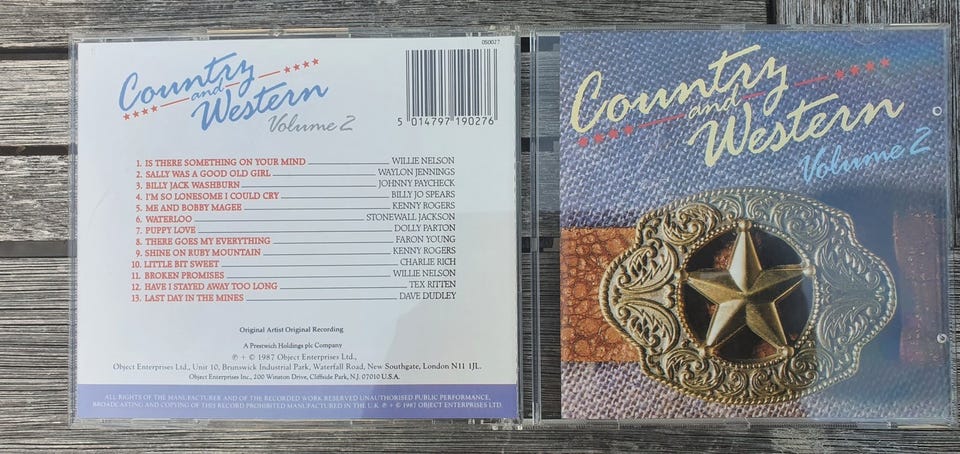 050027
Country
and
Western
Volume 2
5 014797 190276
1. IS THERE SOMETHING ON YOUR MIND WILLIE NELSON
2. SALLY WAS A GOOD OLD GIRL WAYLON JENNINGS
3. BILLY JACK WASHBURN JOHNNY PAYCHECK
4. I'M SO LONESOME I COULD CRY BILLY JO SPEARS
5. ME AND BOBBY MAGEE KENNY ROGERS
6. WATERLOO STONEWALL JACKSON
7. PUPPY LOVE DOLLY PARTON
8. THERE GOES MY EVERYTHING FARON YOUNG
9. SHINE ON RUBY MOUNTAIN KENNY ROGERS
10. LITTLE BIT SWEET CHARLIE RICH
11. BROKEN PROMISES WILLIE NELSON
12. HAVE I STAYED AWAY TOO LONG TEX RITTEN
13. LAST DAY IN THE MINES DAVE DUDLEY
Original Artist Original Recording
A Prestwich Holdings plc Company
℗ + © 1987 Object Enterprises Ltd.,
Object Enterprises Ltd., Unit 10, Brunswick Industrial Park, Waterfall Road, New Southgate, London N11 1JL.
Object Enterprises Inc., 200 Winston Drive, Cliffside Park, N.J. 07010 U.S.A.
ALL RIGHTS OF THE MANUFACTURER AND OF THE RECORDED WORK RESERVED UNAUTHORISED PUBLIC PERFORMANCE,
BROADCASTING AND COPYING OF THIS RECORD PROHIBITED MANUFACTURED IN THE U.K. ℗ + © 1987 OBJECT ENTERPRISES LTD.
Country
and
Western
Volume 2